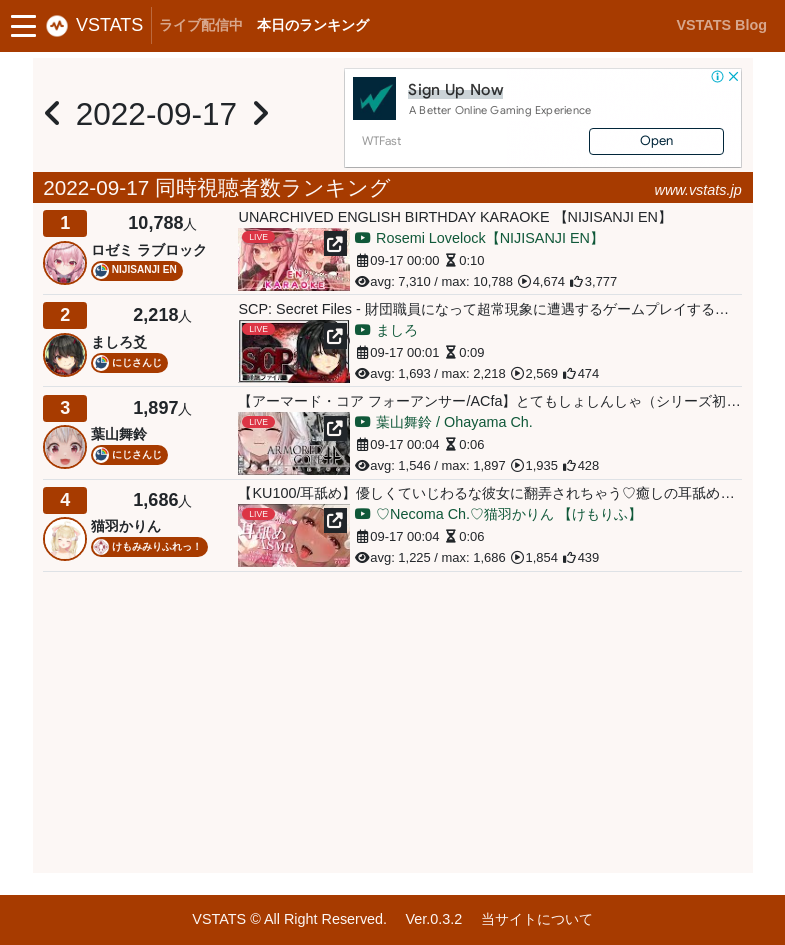 VSTATS ライブ配信中 本日のランキング VSTATS Blog
2022-09-17
Sign Up Now
A Better Online Gaming Experience
WTFast Open
2022-09-17 同時視聴者数ランキング www.vstats.jp
1 10,788人
ロゼミ ラブロック
NIJISANJI EN
UNARCHIVED ENGLISH BIRTHDAY KARAOKE 【NIJISANJI EN】
LIVE
EN
KARAOKE
Rosemi Lovelock【NIJISANJI EN】
09-17 00:00 0:10
avg: 7,310 / max: 10,788 4,674 3,777
2 2,218人
ましろ爻
にじさんじ
SCP: Secret Files - 財団職員になって超常現象に遭遇するゲームプレイする…
LIVE
SCP
ましろ
09-17 00:01 0:09
avg: 1,693 / max: 2,218 2,569 474
3 1,897人
葉山舞鈴
にじさんじ
【アーマード・コア フォーアンサー/ACfa】とてもしょしんしゃ（シリーズ初…
LIVE
ARMORED
CORE
葉山舞鈴 / Ohayama Ch.
09-17 00:04 0:06
avg: 1,546 / max: 1,897 1,935 428
4 1,686人
猫羽かりん
けもみみりふれっ！
【KU100/耳舐め】優しくていじわるな彼女に翻弄されちゃう♡癒しの耳舐め…
LIVE
耳舐め
ASMR
♡Necoma Ch.♡猫羽かりん 【けもりふ】
09-17 00:04 0:06
avg: 1,225 / max: 1,686 1,854 439
VSTATS © All Right Reserved. Ver.0.3.2 当サイトについて